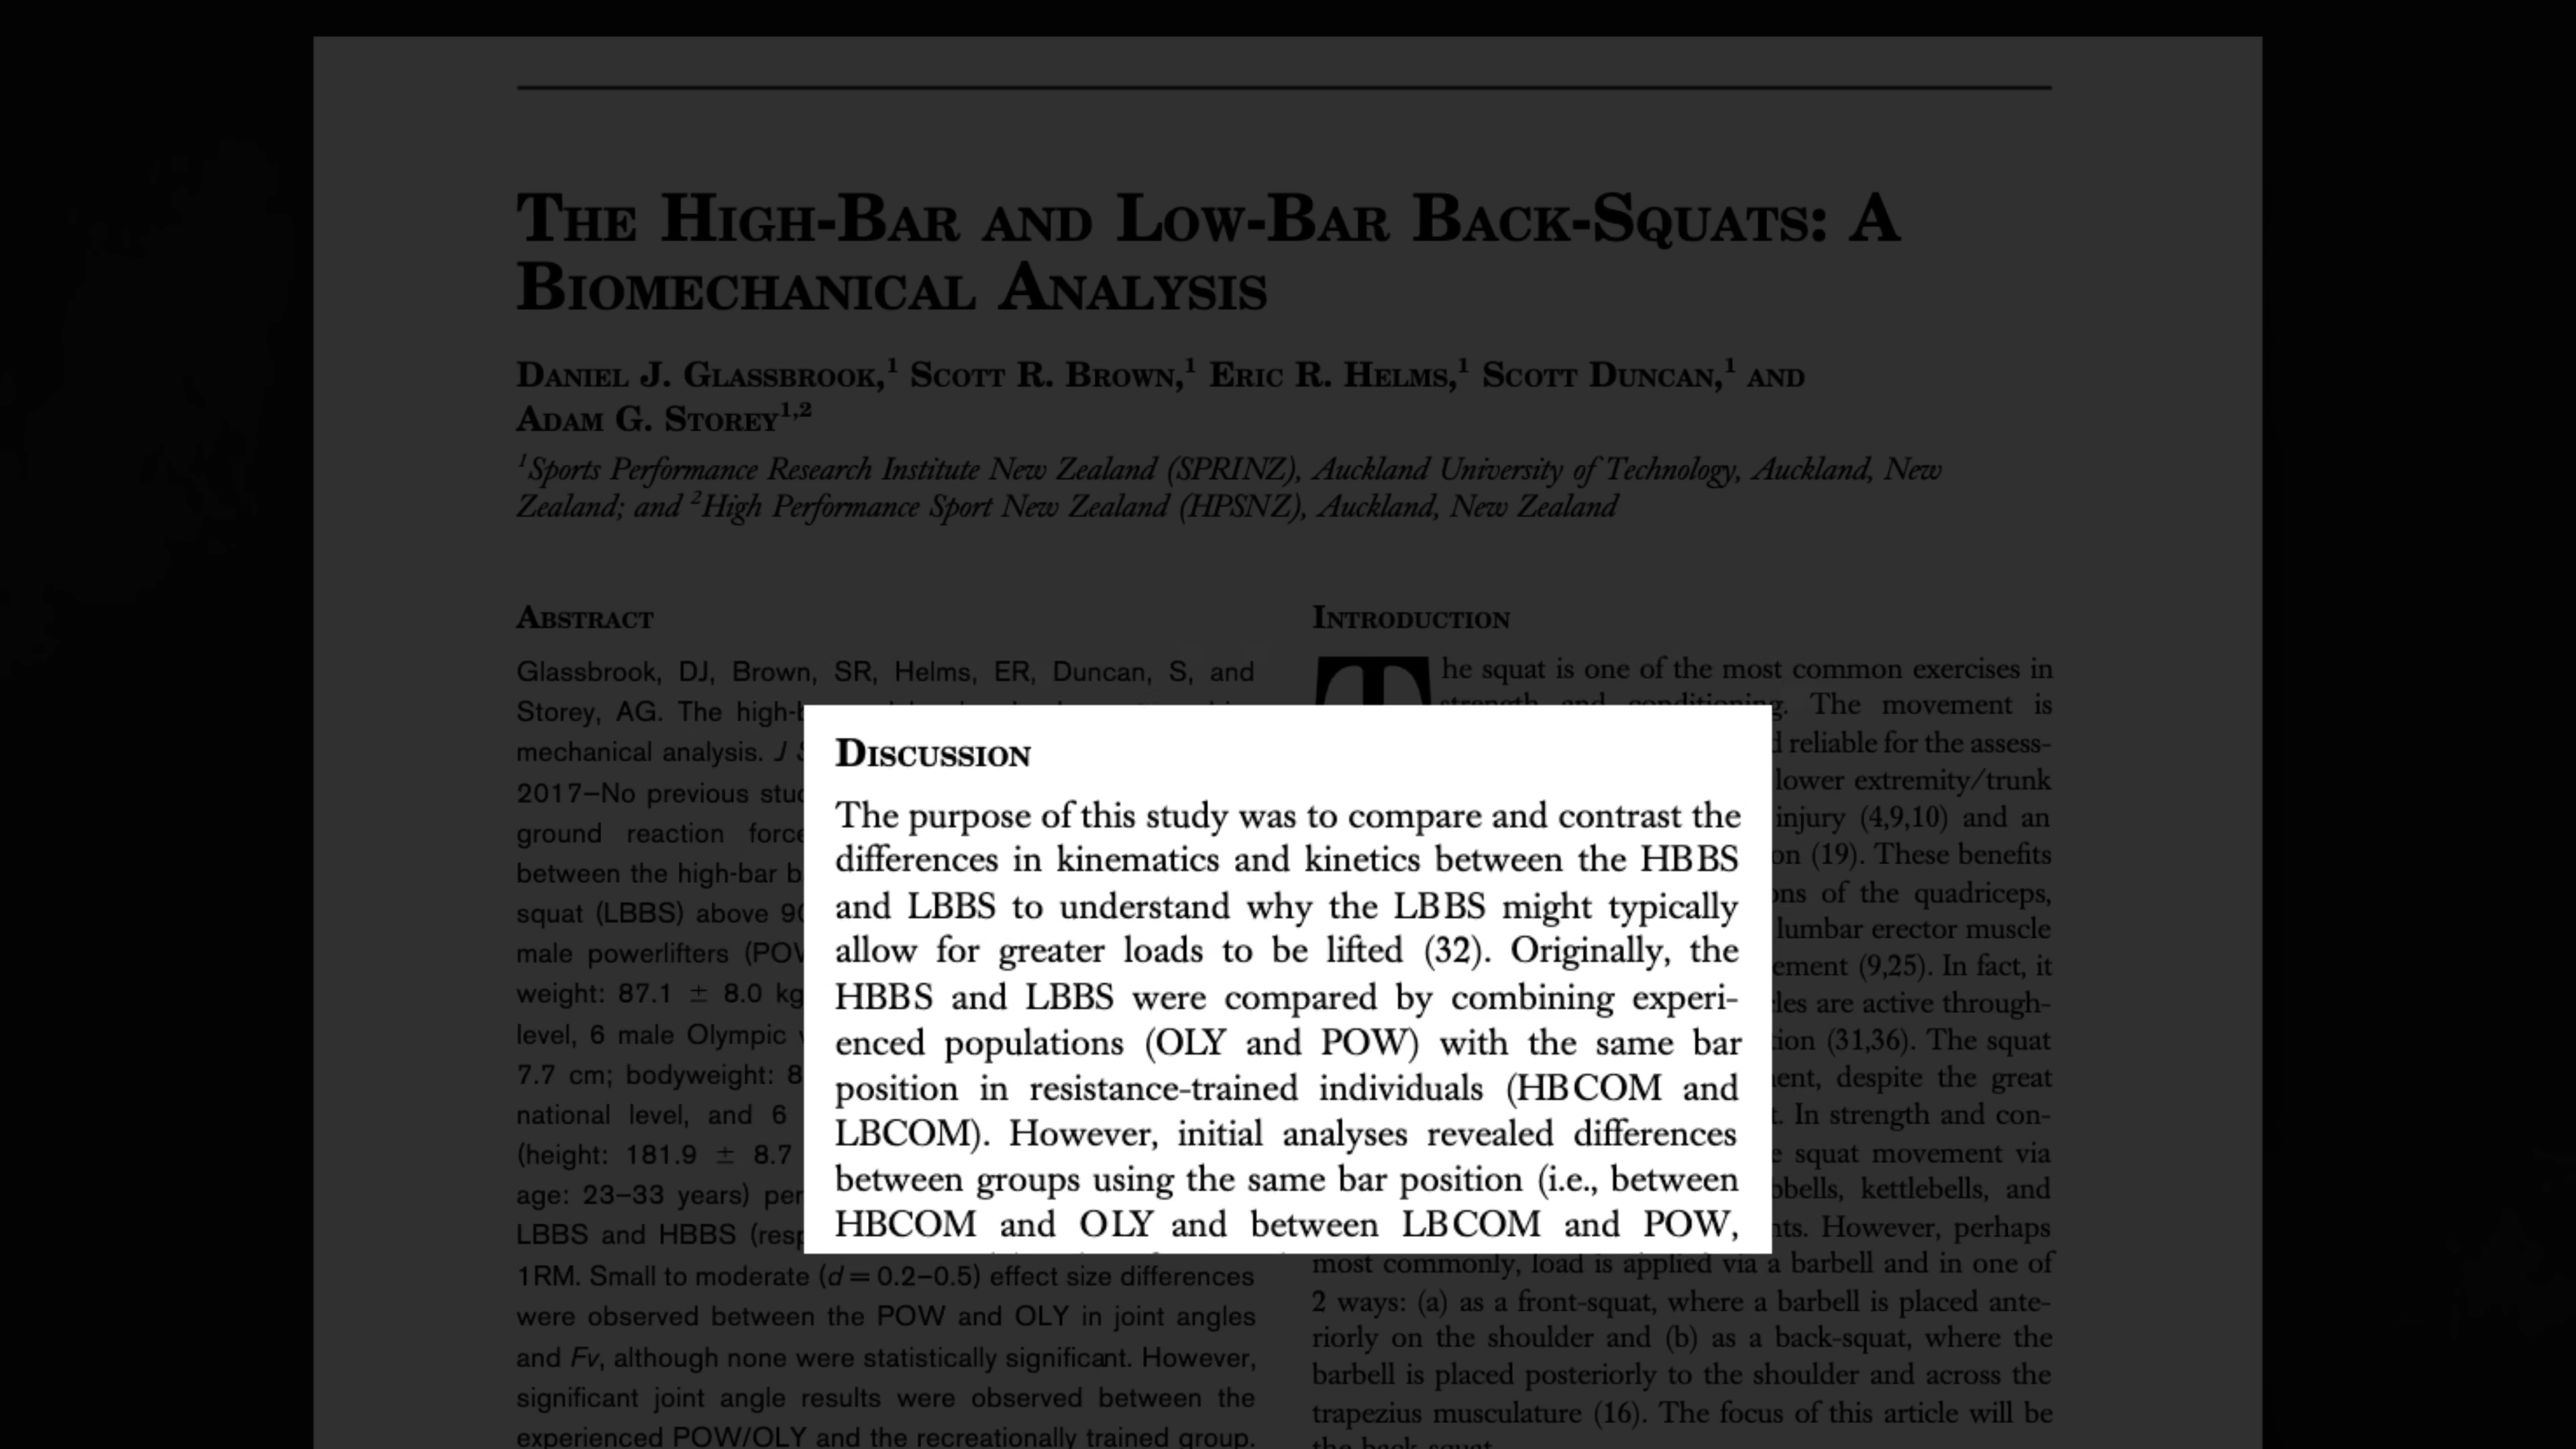 THE HIGH-BAR AND LOW-BAR BACK-SQUATS: A
BIOMECHANICAL ANALYSIS
DANIEL J. GLASSBROOK,1 SCOTT R. BROWN,1 ERIC R. HELMS,1 SCOTT DUNCAN,1 AND
ADAM G. STOREY1,2
1Sports Performance Research Institute New Zealand (SPRINZ), Auckland University of Technology, Auckland, New
Zealand; and 2High Performance Sport New Zealand (HPSNZ), Auckland, New Zealand
ABSTRACT
Glassbrook, DJ, Brown, SR, Helms, ER, Duncan, S, and
Storey, AG. The
mechanical analysis. J
2017—No previous
ground reaction
between the high-bar
squat (LBBS) above
male powerlifters
weight: 87.1 ± 8.0 kg
level, 6 male Olympic
7.7 cm; bodyweight:
national level, and 6
(height: 181.9 ± 8.7
age: 23–33 years)
LBBS and HBBS
1RM. Small to moderate (d = 0.2–0.5) effect size differences
were observed between the POW and OLY in joint angles
and Fv, although none were statistically significant. However,
significant joint angle results were observed between the
experienced POW/OLY and the recreationally trained group.
INTRODUCTION
The squat is one of the most common exercises in
strength and conditioning. The movement is
reliable for the assess-
lower extremity/trunk
injury (4,9,10) and an
(19). These benefits
of the quadriceps,
lumbar erector muscle
(9,25). In fact, it
are active through-
(31,36). The squat
despite the great
In strength and con-
squat movement via
kettlebells, and
However, perhaps
most commonly, load is applied via a barbell and in one of
2 ways: (a) as a front-squat, where a barbell is placed ante-
riorly on the shoulder and (b) as a back-squat, where the
barbell is placed posteriorly to the shoulder and across the
trapezius musculature (16). The focus of this article will be
the back-squat
DISCUSSION
The purpose of this study was to compare and contrast the
differences in kinematics and kinetics between the HBBS
and LBBS to understand why the LBBS might typically
allow for greater loads to be lifted (32). Originally, the
HBBS and LBBS were compared by combining experi-
enced populations (OLY and POW) with the same bar
position in resistance-trained individuals (HBCOM and
LBCOM). However, initial analyses revealed differences
between groups using the same bar position (i.e., between
HBCOM and OLY and between LBCOM and POW,